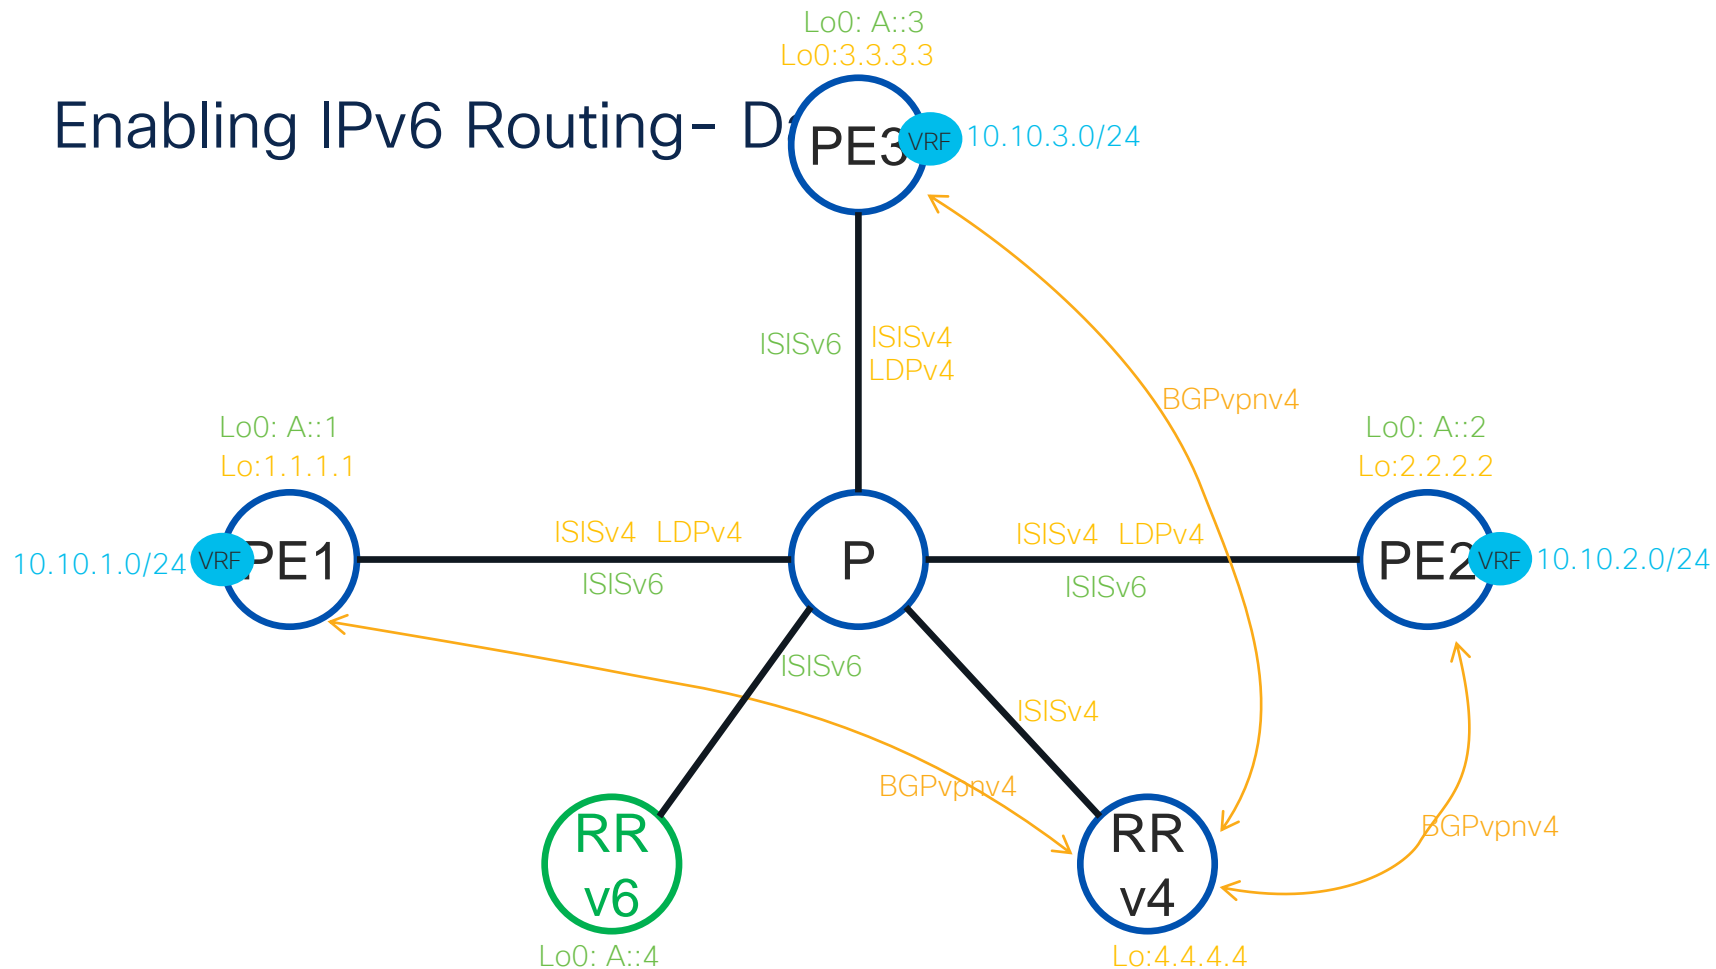 Lo0: A::3
Lo0:3.3.3.3
Enabling IPv6 Routing- D
PE3
VRF
10.10.3.0/24
ISISv6
ISISv4
LDPv4
BGPvpnv4
Lo0: A::1
Lo:1.1.1.1
Lo0: A::2
Lo:2.2.2.2
10.10.1.0/24
VRF
PE1
ISISv4 LDPv4
ISISv6
P
ISISv4 LDPv4
ISISv6
PE2
VRF
10.10.2.0/24
ISISv6
ISISv4
BGPvpnv4
BGPvpnv4
RR
v6
RR
v4
Lo0: A::4
Lo:4.4.4.4